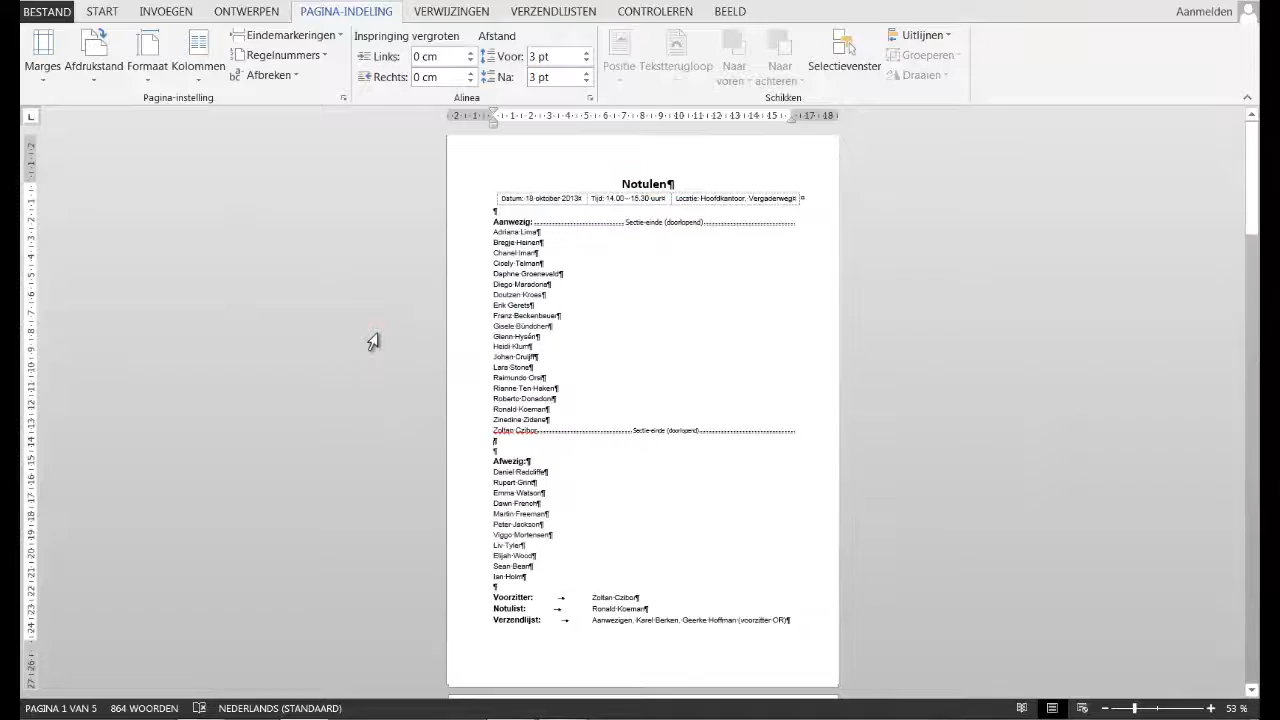 BESTAND START INVOEGEN ONTWERPEN PAGINA-INDELING VERWIJZINGEN VERZENDLIJSTEN CONTROLEREN BEELD Aanmelden
Marges Afdrukstand Formaat Kolommen
Eindemarkeringen
Regelnummers
Afbreken
Pagina-instelling
Inspringing vergroten Afstand
Links: 0 cm Voor: 3 pt
Rechts: 0 cm Na: 3 pt
Alinea
Positie Tekstterugloop Naar voren Naar achteren Selectievenster
Uitlijnen
Groeperen
Draaien
Schikken
Notulen¶
Datum: 18 oktober 2013¤ Tijd: 14.00 – 15.30 uur¤ Locatie: Hoofdkantoor, Vergaderweg¤ ¤
¶
Aanwezig: Sectie-einde (doorlopend)
Adriana·Lima¶
Bregje·Heinen¶
Chanel·Iman¶
Cicely·Telman¶
Daphne·Groeneveld¶
Diego·Maradona¶
Doutzen·Kroes¶
Erik·Gerets¶
Franz·Beckenbauer¶
Gisele·Bündchen¶
Glenn·Hysén¶
Heidi·Klum¶
Johan·Cruijff¶
Lara·Stone¶
Raimundo·Orsi¶
Rianne·Ten·Haken¶
Roberto·Donadon¶
Ronald·Koeman¶
Zinedine·Zidane¶
Zoltan·Czibor Sectie-einde (doorlopend)
¶
¶
Afwezig:¶
Daniel·Radcliffe¶
Rupert·Grint¶
Emma·Watson¶
Dawn·French¶
Martin·Freeman¶
Peter·Jackson¶
Viggo·Mortensen¶
Liv·Tyler¶
Elijah·Wood¶
Sean·Bean¶
Ian·Holm¶
¶
Voorzitter: → Zoltan·Czibor¶
Notulist: → Ronald·Koeman¶
Verzendlijst: → Aanwezigen, Karel·Berken, Geerke·Hoffman·(voorzitter·OR)¶
PAGINA 1 VAN 5 864 WOORDEN NEDERLANDS (STANDAARD) 53 %